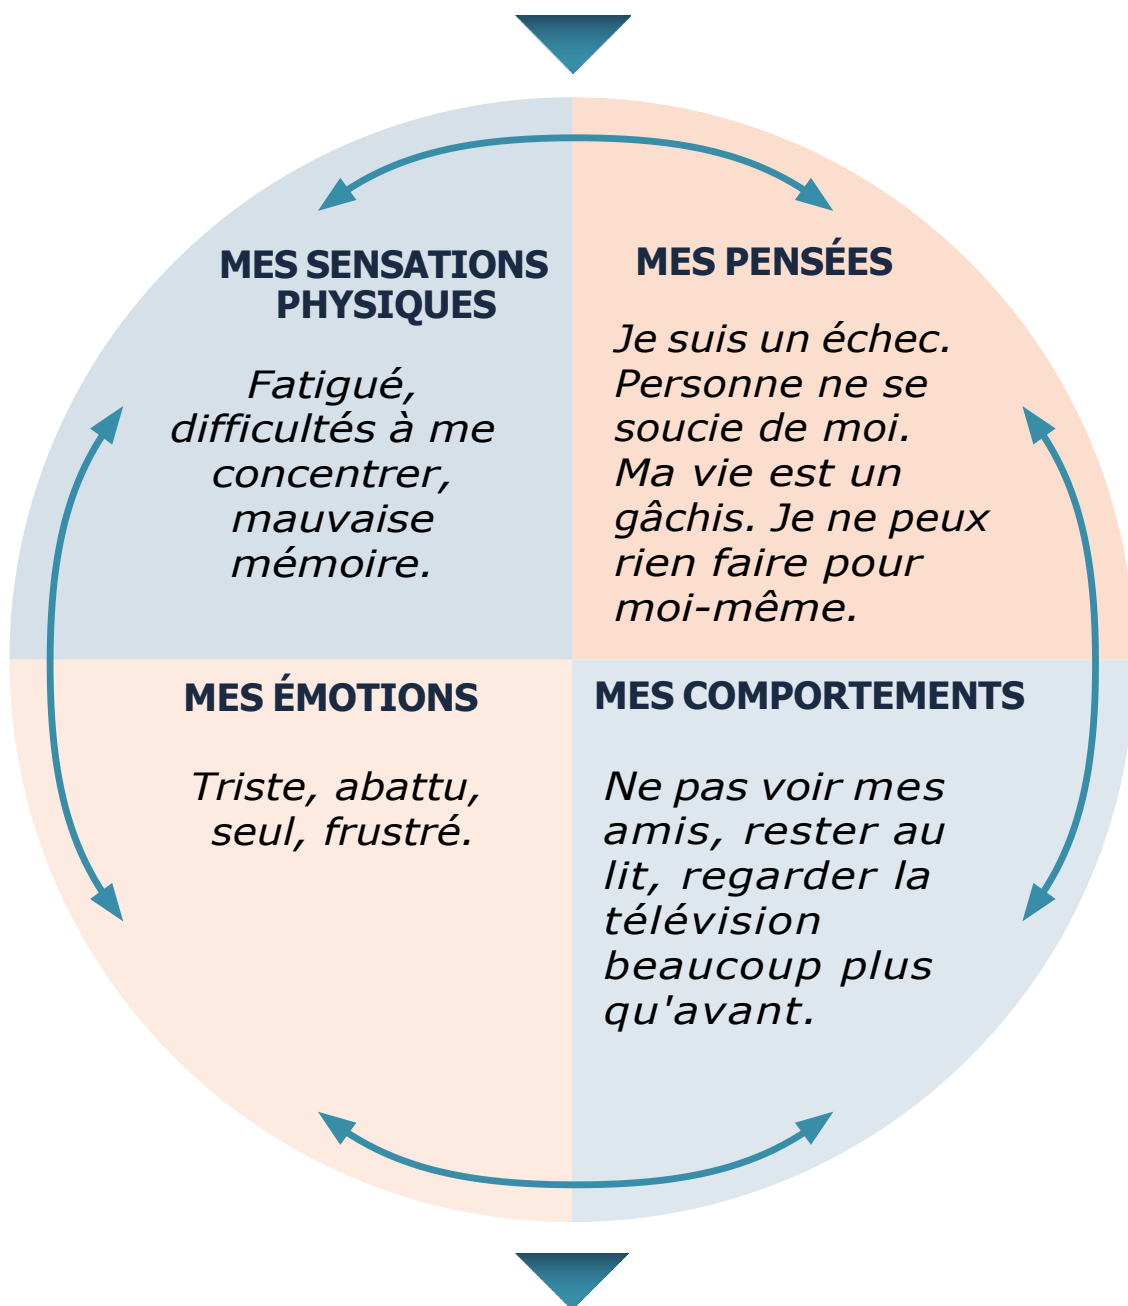 MES SENSATIONS
PHYSIQUES
Fatigué,
difficultés à me
concentrer,
mauvaise
mémoire.
MES PENSÉES
Je suis un échec.
Personne ne se
soucie de moi.
Ma vie est un
gâchis. Je ne peux
rien faire pour
moi-même.
MES ÉMOTIONS
Triste, abattu,
seul, frustré.
MES COMPORTEMENTS
Ne pas voir mes
amis, rester au
lit, regarder la
télévision
beaucoup plus
qu'avant.